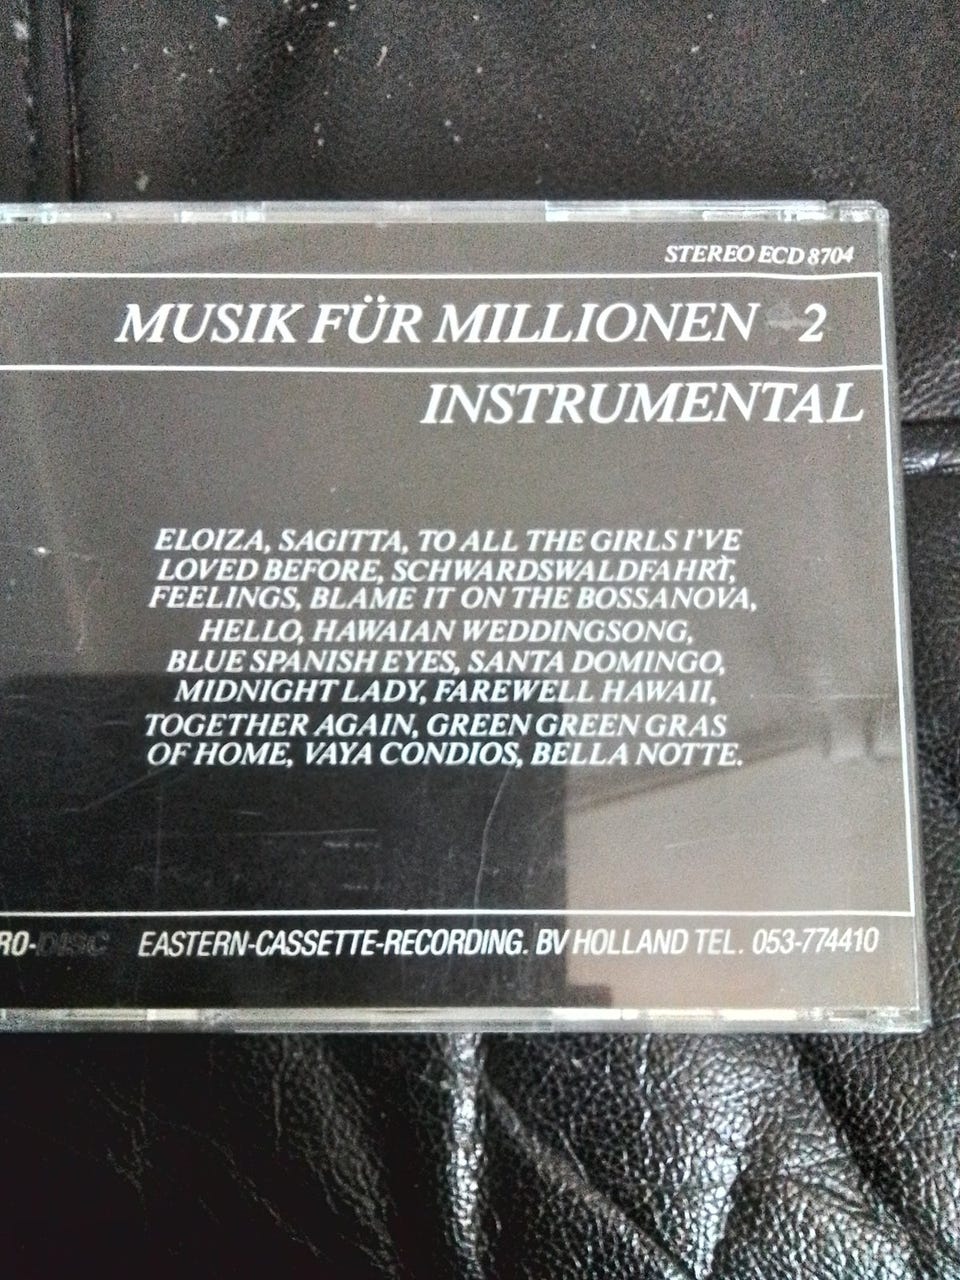 STEREO ECD 8704
MUSIK FÜR MILLIONEN 2
INSTRUMENTAL
ELOIZA, SAGITTA, TO ALL THE GIRLS I'VE
LOVED BEFORE, SCHWARDSWALDFAHRT,
FEELINGS, BLAME IT ON THE BOSSANOVA,
HELLO, HAWAIAN WEDDINGSONG,
BLUE SPANISH EYES, SANTA DOMINGO,
MIDNIGHT LADY, FAREWELL HAWAII,
TOGETHER AGAIN, GREEN GREEN GRAS
OF HOME, VAYA CONDIOS, BELLA NOTTE.
RO-DISC EASTERN-CASSETTE-RECORDING. BV HOLLAND TEL. 053-774410